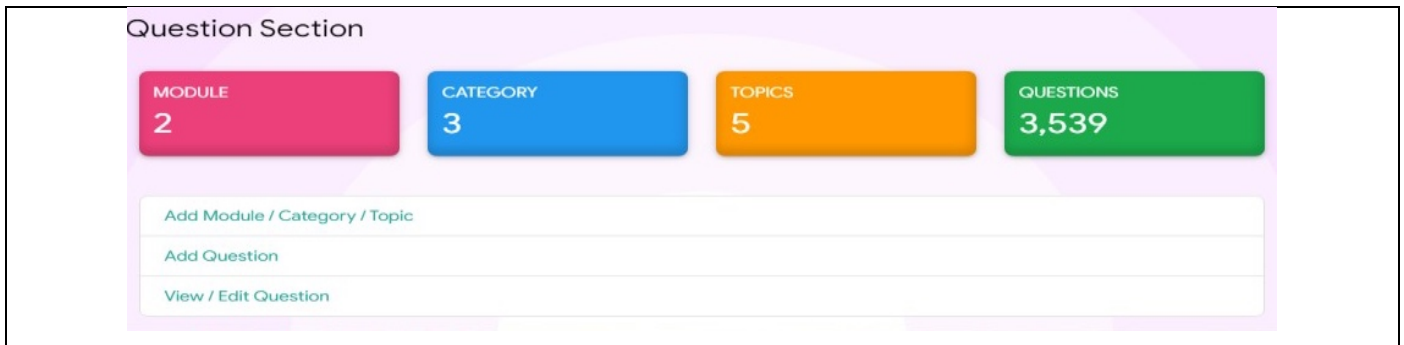 Question Section
MODULE
2
CATEGORY
3
TOPICS
5
QUESTIONS
3,539
Add Module / Category / Topic
Add Question
View / Edit Question